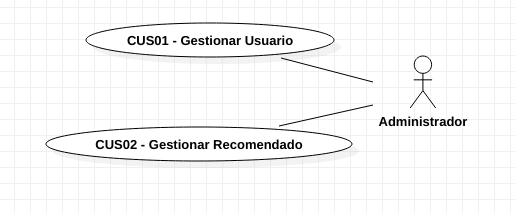 CUS01 - Gestionar Usuario
Administrador
CUS02 - Gestionar Recomendado